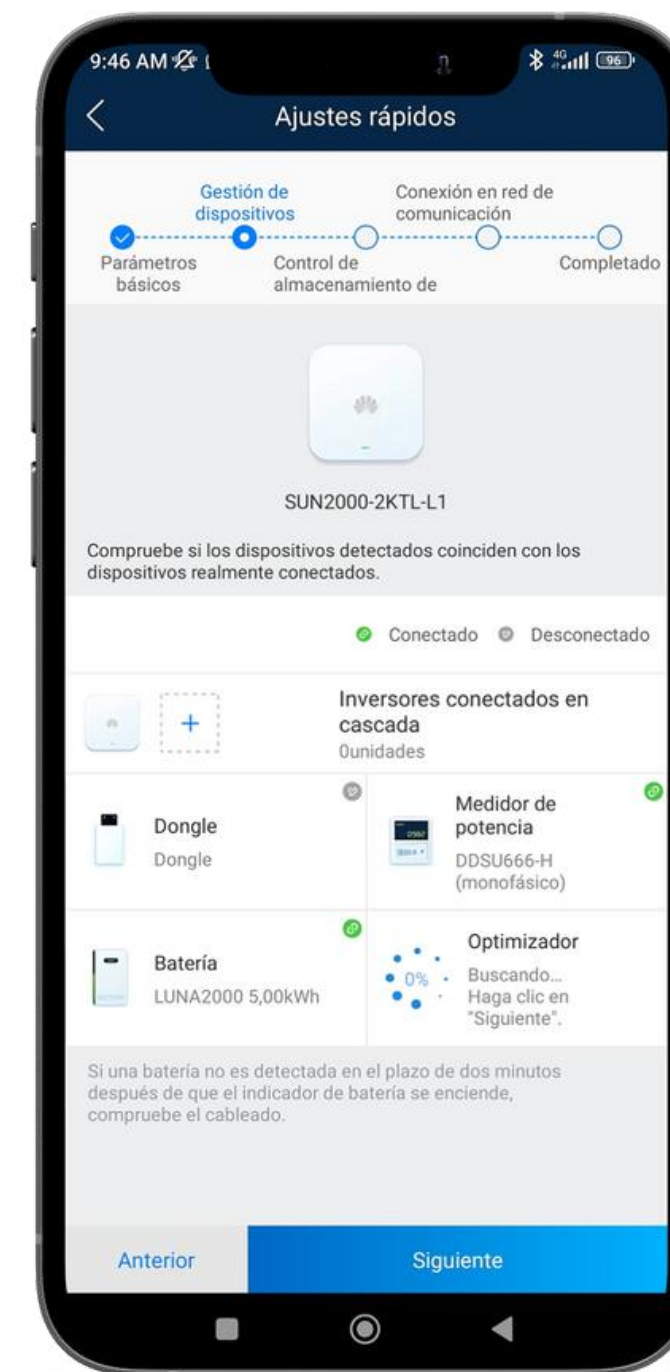 9:46 AM
4G
96
Ajustes rápidos
Gestión de
dispositivos
Conexión en red de
comunicación
Parámetros
básicos
Control de
almacenamiento de
Completado
SUN2000-2KTL-L1
Compruebe si los dispositivos detectados coinciden con los
dispositivos realmente conectados.
Conectado
Desconectado
Inversores conectados en
cascada
0unidades
Dongle
Dongle
Medidor de
potencia
DDSU666-H
(monofásico)
Batería
LUNA2000 5,00kWh
0%
Optimizador
Buscando...
Haga clic en
"Siguiente".
Si una batería no es detectada en el plazo de dos minutos
después de que el indicador de batería se enciende,
compruebe el cableado.
Anterior
Siguiente